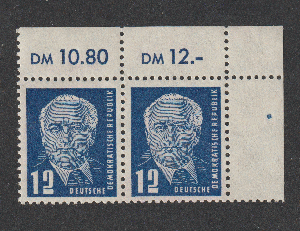 DM 10.80 DM 12.-
DEMOKRATISCHE REPUBLIK
12 DEUTSCHE
DEMOKRATISCHE REPUBLIK
12 DEUTSCHE